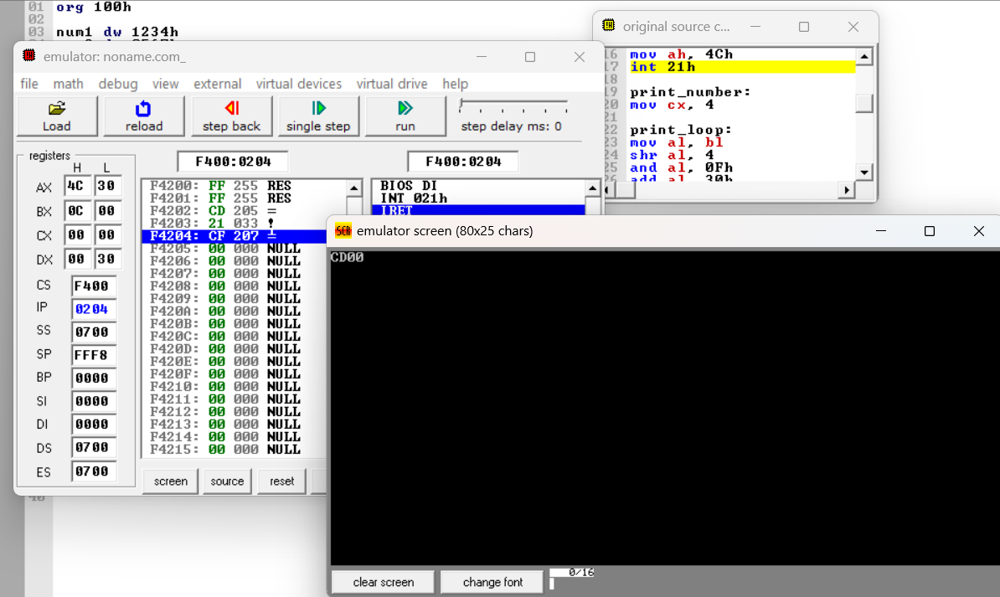 01 org 100h
02
03 num1 dw 1234h
emulator: noname.com_
file math debug view external virtual devices virtual drive help
Load reload step back single step run step delay ms: 0
registers
H L
F400:0204 F400:0204
AX 4C 30
BX 0C 00
CX 00 00
DX 00 30
CS F400
IP 0204
SS 0700
SP FFF8
BP 0000
SI 0000
DI 0000
DS 0700
ES 0700
F4200: FF 255 RES
F4201: FF 255 RES
F4202: CD 205 =
F4203: 21 033 !
F4204: CF 207 ╧
F4205: 00 000 NULL
F4206: 00 000 NULL
F4207: 00 000 NULL
F4208: 00 000 NULL
F4209: 00 000 NULL
F420A: 00 000 NULL
F420B: 00 000 NULL
F420C: 00 000 NULL
F420D: 00 000 NULL
F420E: 00 000 NULL
F420F: 00 000 NULL
F4210: 00 000 NULL
F4211: 00 000 NULL
F4212: 00 000 NULL
F4213: 00 000 NULL
F4214: 00 000 NULL
F4215: 00 000 NULL
BIOS DI
INT 021h
IRET
screen source reset
40
original source c...
16 mov ah, 4Ch
17 int 21h
18
19 print_number:
20 mov cx, 4
21
22 print_loop:
23 mov al, bl
24 shr al, 4
25 and al, 0Fh
26 add al, 30h
SCR emulator screen (80x25 chars)
CD00
clear screen change font 0/16